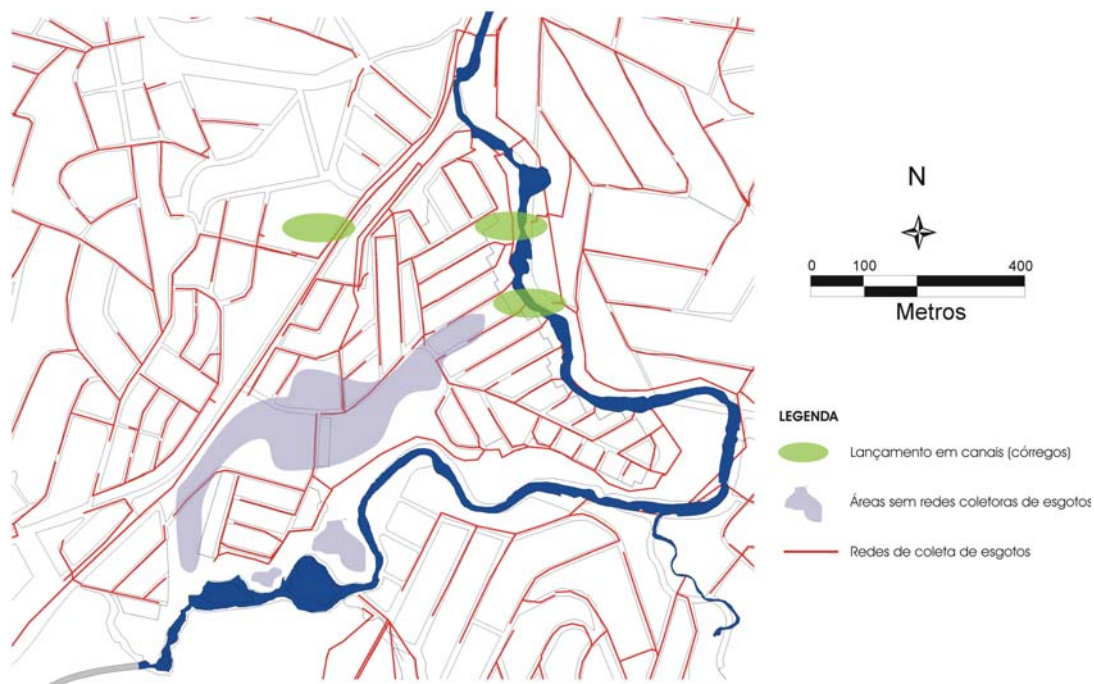 N
0 100 400
Metros
LEGENDA
Lançamento em canais (córregos)
Áreas sem redes coletoras de esgotos
Redes de coleta de esgotos